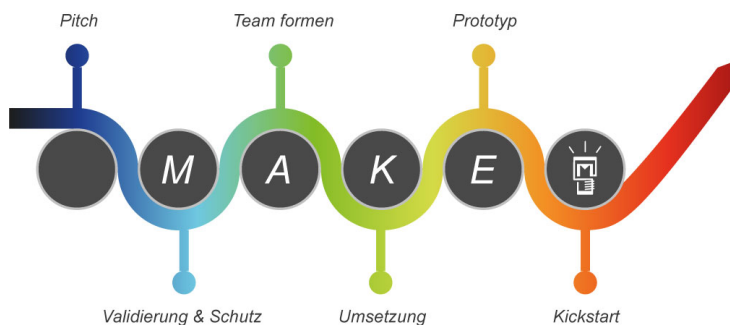 Pitch
Team formen
Prototyp
M A K E
M
Validierung & Schutz
Umsetzung
Kickstart